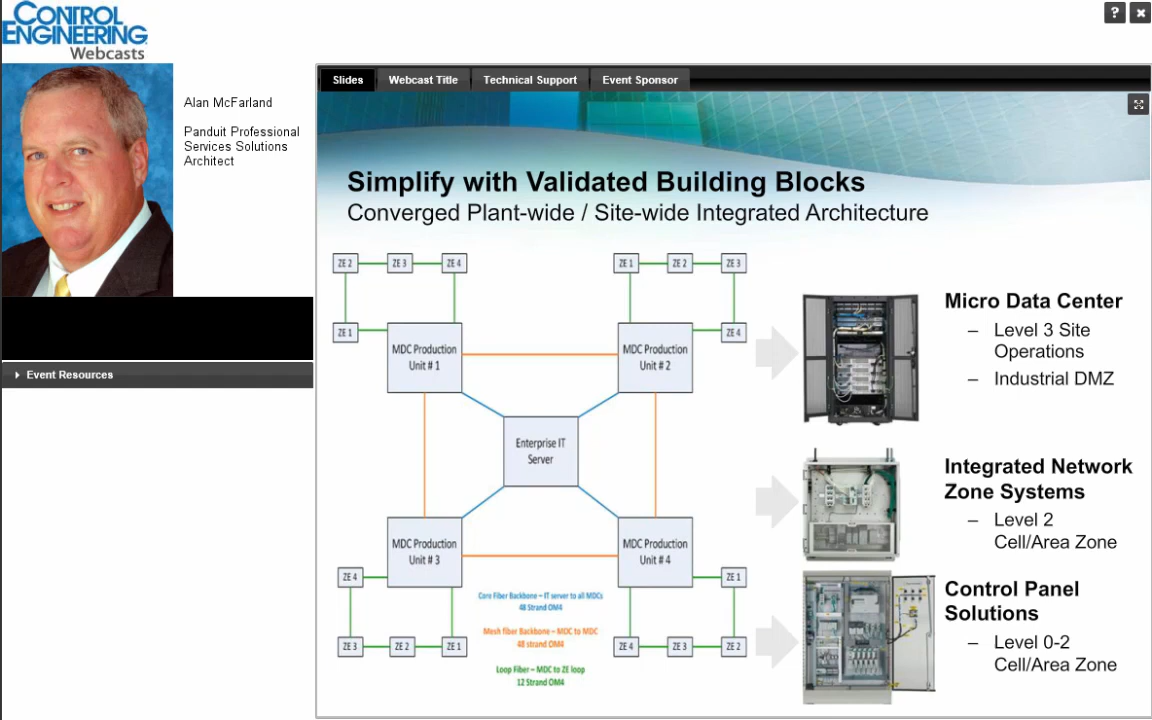 CONTROL
ENGINEERING
Webcasts
?
Alan McFarland
Panduit Professional
Services Solutions
Architect
Event Resources
Slides
Webcast Title
Technical Support
Event Sponsor
Simplify with Validated Building Blocks
Converged Plant-wide / Site-wide Integrated Architecture
ZE 2
ZE 3
ZE 4
ZE 1
MDC Production
Unit # 1
ZE 1
ZE 2
ZE 3
ZE 4
MDC Production
Unit # 2
Enterprise IT
Server
MDC Production
Unit # 3
ZE 4
ZE 3
ZE 2
ZE 1
MDC Production
Unit # 4
ZE 1
ZE 4
ZE 3
ZE 2
Core Fiber Backbone – IT server to all MDCs
48 Strand OM4
Mesh fiber Backbone – MDC to MDC
48 strand OM4
Loop Fiber – MDC to ZE loop
12 Strand OM4
Micro Data Center
– Level 3 Site
Operations
– Industrial DMZ
Integrated Network
Zone Systems
– Level 2
Cell/Area Zone
Control Panel
Solutions
– Level 0-2
Cell/Area Zone